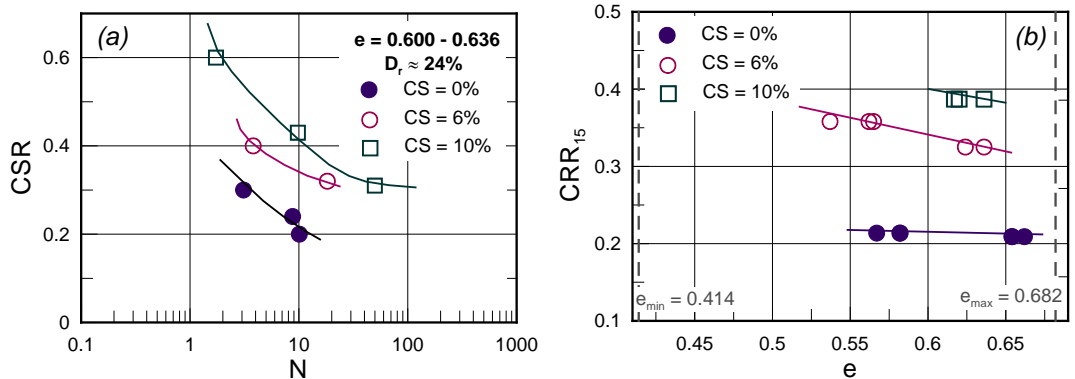 (a)
e = 0.600 - 0.636
Dr ≈ 24%
CS = 0%
CS = 6%
CS = 10%
CSR
0.6
0.4
0.2
0
0.1
1
10
100
1000
N
(b)
CS = 0%
CS = 6%
CS = 10%
CRR15
0.5
0.4
0.3
0.2
0.1
emin = 0.414
emax = 0.682
0.45
0.5
0.55
0.6
0.65
e